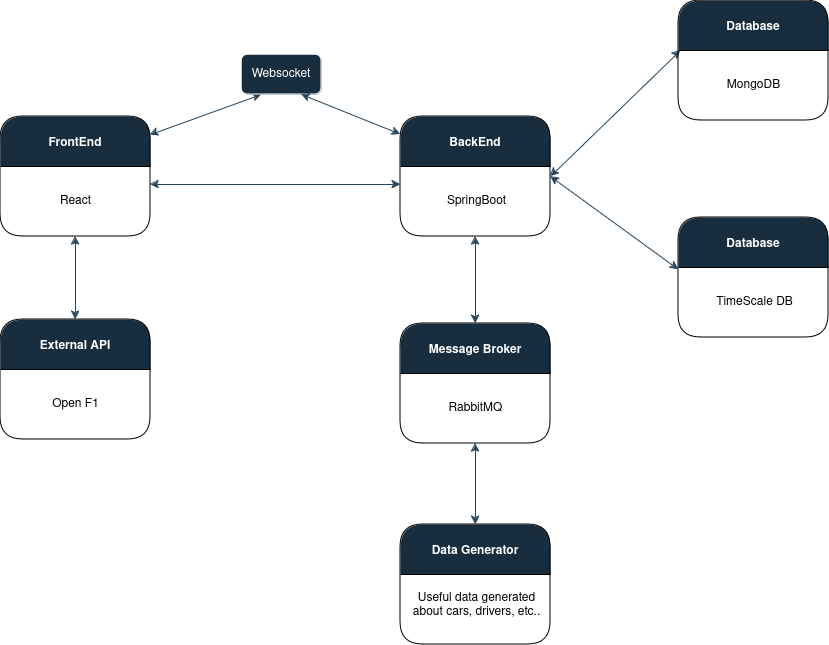 Database
MongoDB
Websocket
FrontEnd
React
BackEnd
SpringBoot
Database
TimeScale DB
External API
Open F1
Message Broker
RabbitMQ
Data Generator
Useful data generated
about cars, drivers, etc..